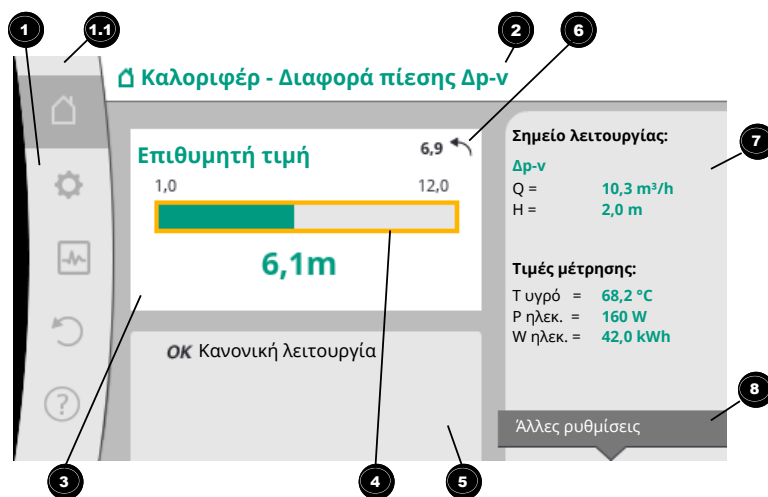 1
1.1
2
6
Καλοριφέρ - Διαφορά πίεσης Δp-v
Επιθυμητή τιμή
6,9
1,0
12,0
6,1m
OK Κανονική λειτουργία
Σημείο λειτουργίας:
7
Δp-v
Q = 10,3 m³/h
H = 2,0 m
Τιμές μέτρησης:
T υγρό = 68,2 °C
P ηλεκ. = 160 W
W ηλεκ. = 42,0 kWh
8
Άλλες ρυθμίσεις
?
3
4
5